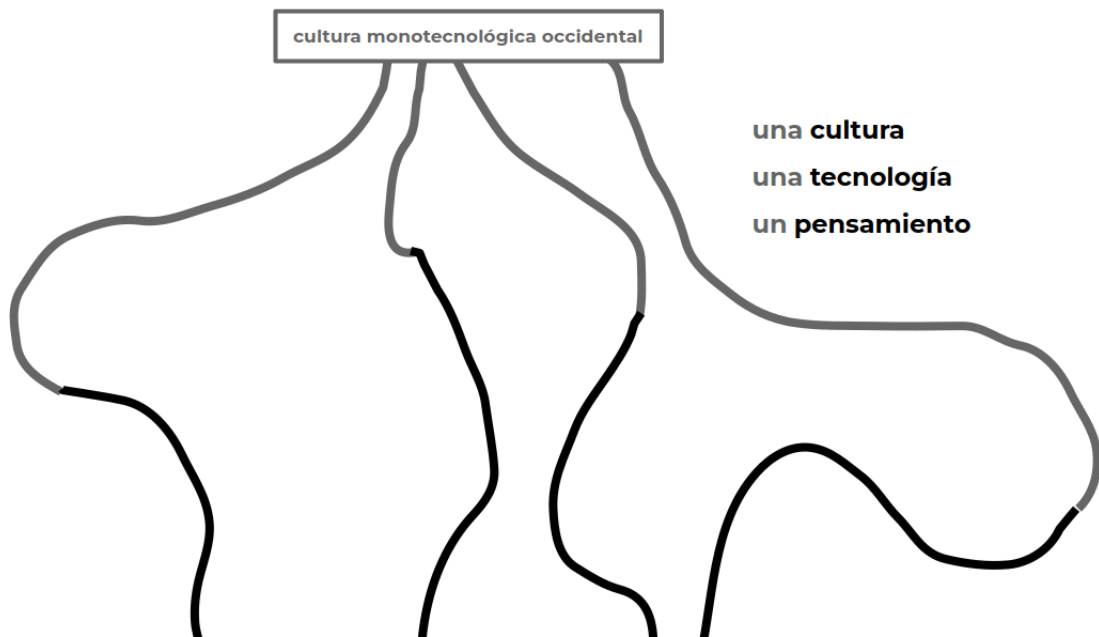 cultura monotecnológica occidental
una cultura
una tecnología
un pensamiento